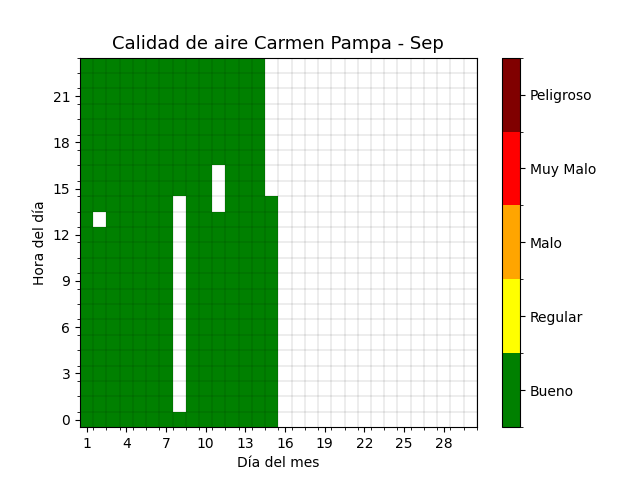 Calidad de aire Carmen Pampa - Sep
Hora del día
21
18
15
12
9
6
3
0
1 4 7 10 13 16 19 22 25 28
Día del mes
Peligroso
Muy Malo
Malo
Regular
Bueno